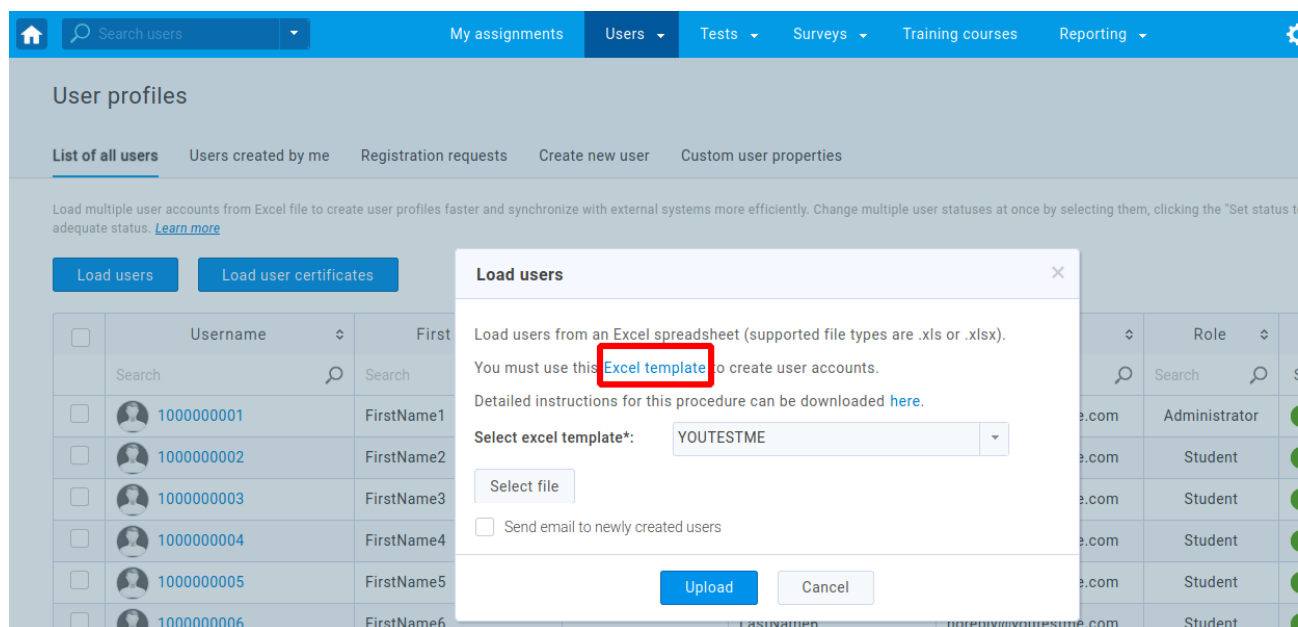 Search users
My assignments
Users
Tests
Surveys
Training courses
Reporting
User profiles
List of all users
Users created by me
Registration requests
Create new user
Custom user properties
Load multiple user accounts from Excel file to create user profiles faster and synchronize with external systems more efficiently. Change multiple user statuses at once by selecting them, clicking the "Set status
adequate status. Learn more
Load users
Load user certificates
Load users
Load users from an Excel spreadsheet (supported file types are .xls or .xlsx).
You must use this Excel template to create user accounts.
Detailed instructions for this procedure can be downloaded here.
Select excel template*:
YOUTESTME
Select file
Send email to newly created users
Upload
Cancel
Username
First
Role
Search
Search
Search
1000000001
FirstName1
.com
Administrator
1000000002
FirstName2
.com
Student
1000000003
FirstName3
.com
Student
1000000004
FirstName4
.com
Student
1000000005
FirstName5
.com
Student
1000000006
FirstName6
LastName6
noreply@youtestme.com
Student